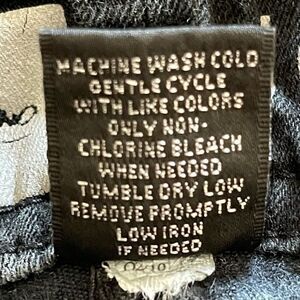 MACHINE WASH COLD
GENTLE CYCLE
WITH LIKE COLORS
ONLY NON-
CHLORINE BLEACH
WHEN NEEDED
TUMBLE DRY LOW
REMOVE PROMPTLY
LOW IRON
IF NEEDED